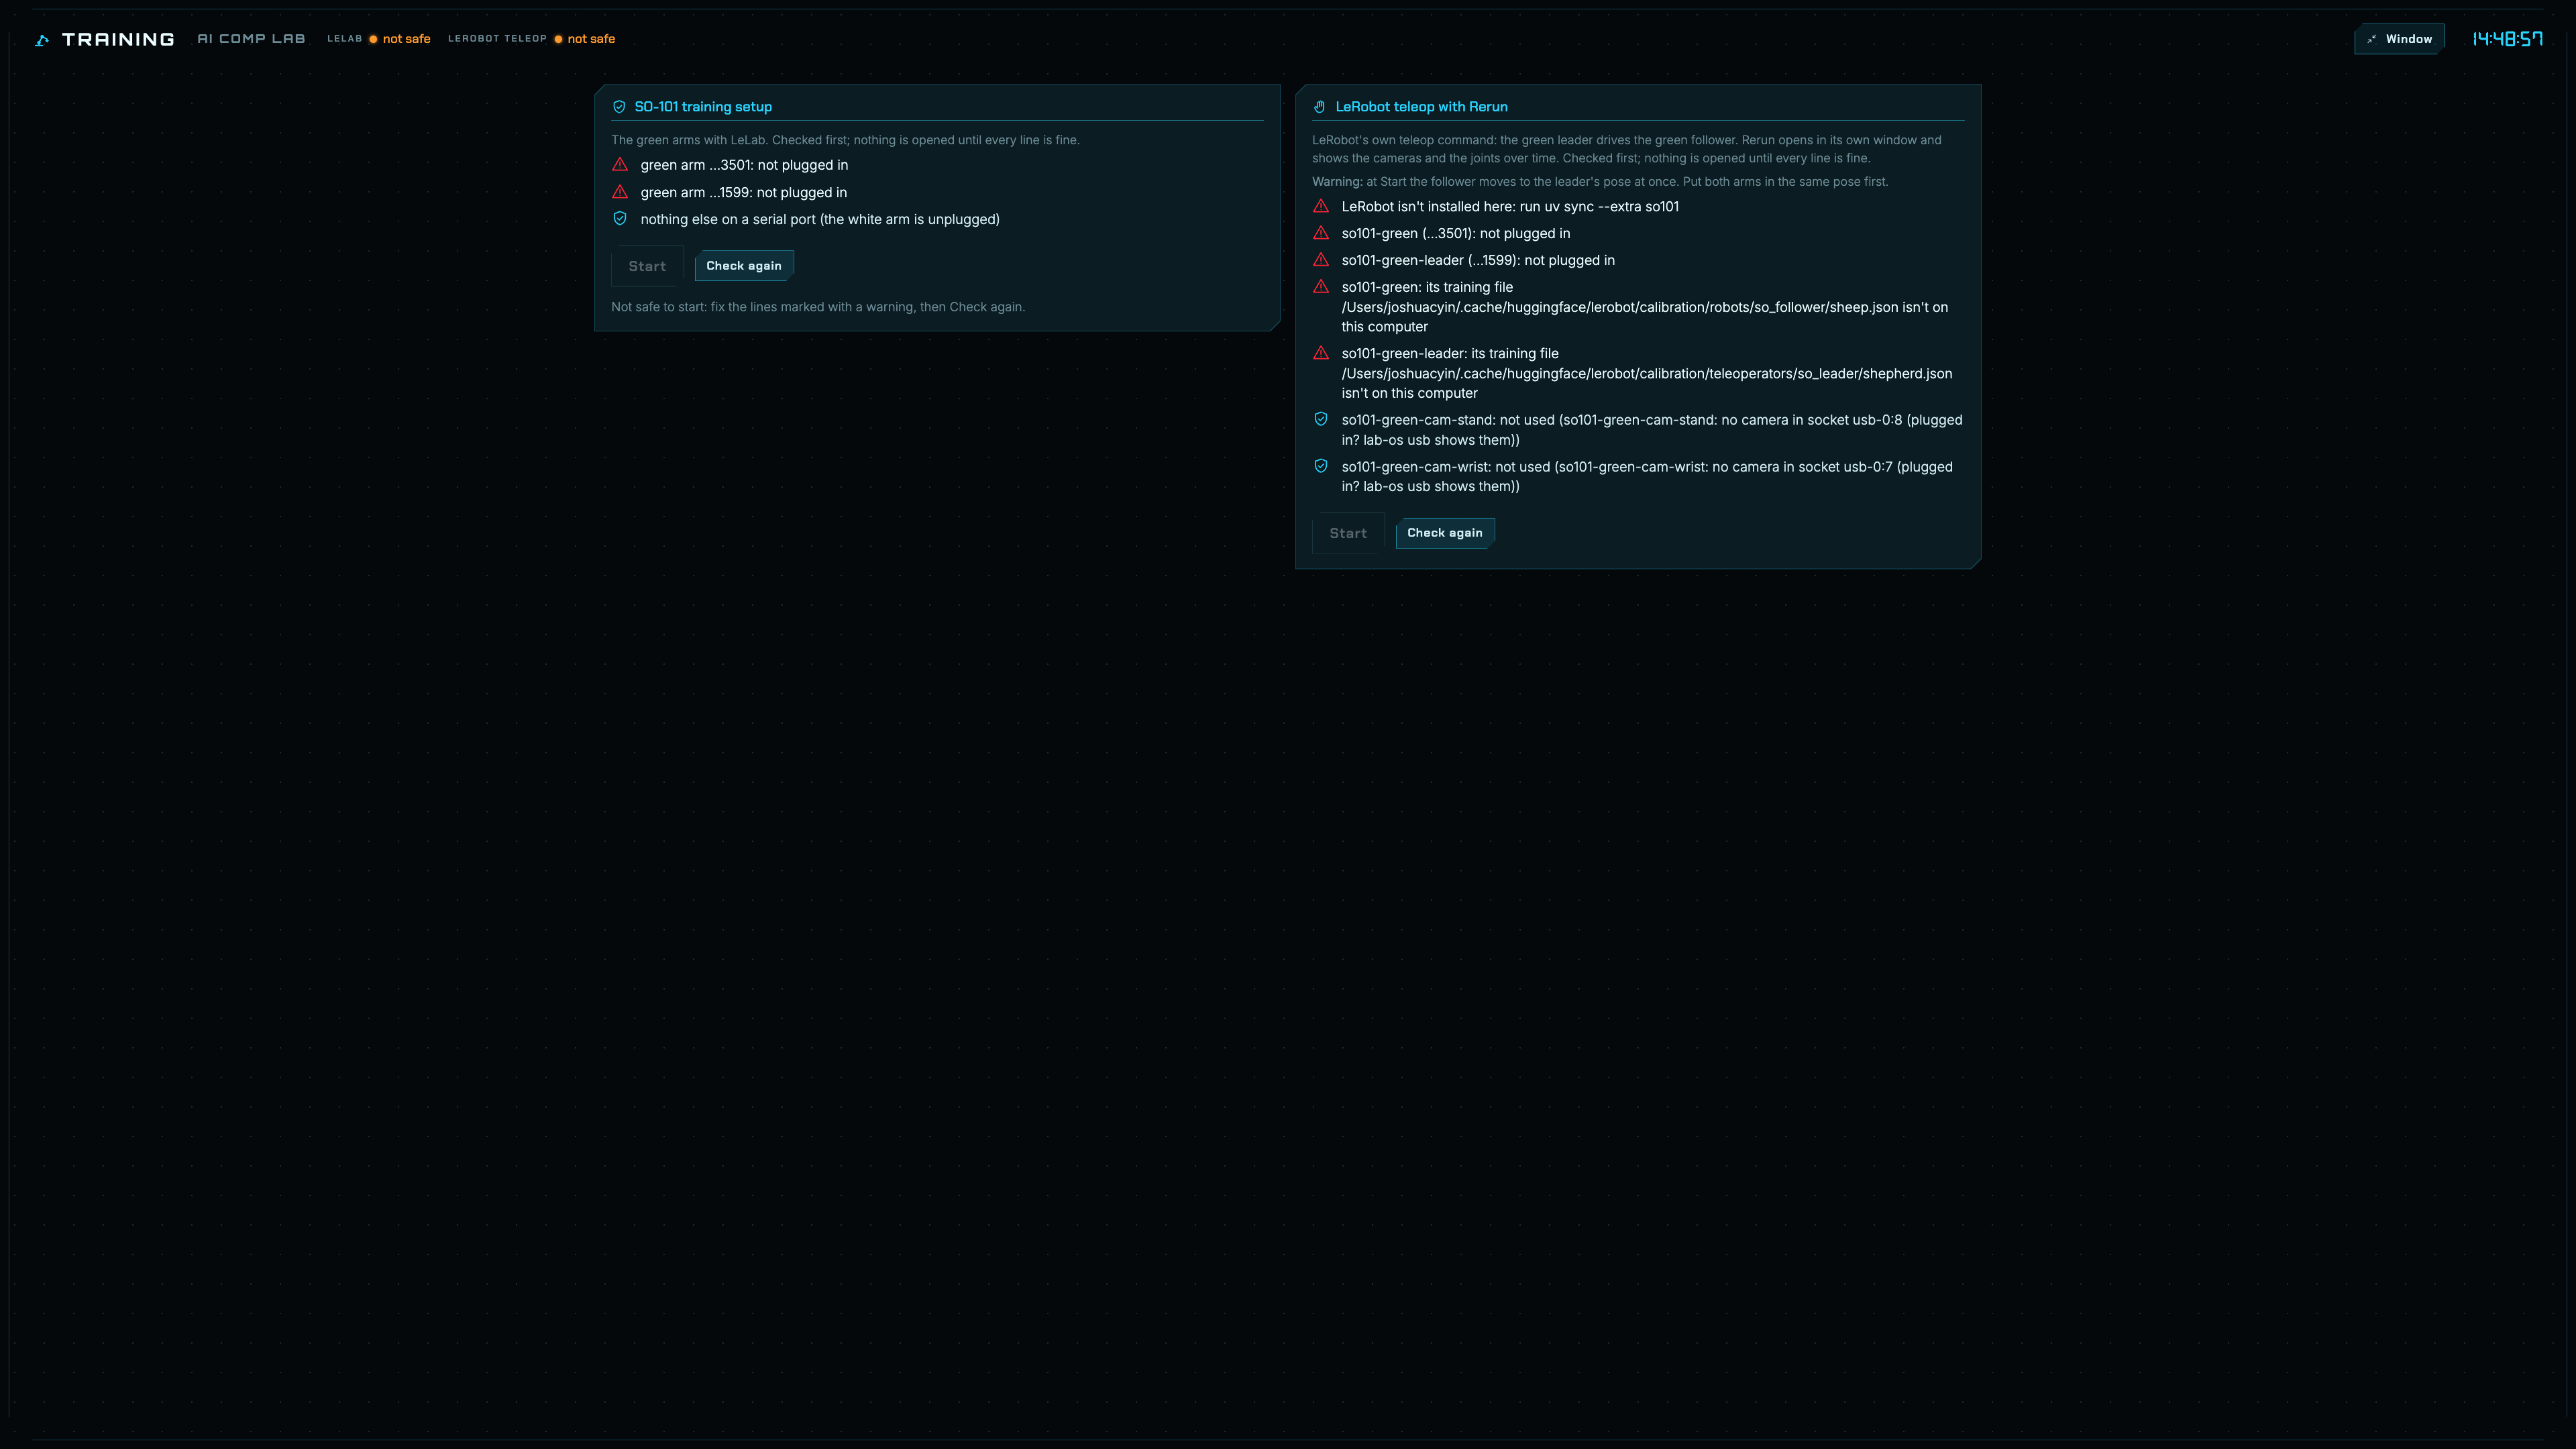 TRAINING AI COMP LAB LELAB not safe LEROBOT TELEOP not safe Window 14:48:57
SO-101 training setup
The green arms with LeLab. Checked first; nothing is opened until every line is fine.
green arm ...3501: not plugged in
green arm ...1599: not plugged in
nothing else on a serial port (the white arm is unplugged)
Start Check again
Not safe to start: fix the lines marked with a warning, then Check again.
LeRobot teleop with Rerun
LeRobot's own teleop command: the green leader drives the green follower. Rerun opens in its own window and
shows the cameras and the joints over time. Checked first; nothing is opened until every line is fine.
Warning: at Start the follower moves to the leader's pose at once. Put both arms in the same pose first.
LeRobot isn't installed here: run uv sync --extra so101
so101-green (...3501): not plugged in
so101-green-leader (...1599): not plugged in
so101-green: its training file
/Users/joshuacyin/.cache/huggingface/lerobot/calibration/robots/so_follower/sheep.json isn't on
this computer
so101-green-leader: its training file
/Users/joshuacyin/.cache/huggingface/lerobot/calibration/teleoperators/so_leader/shepherd.json
isn't on this computer
so101-green-cam-stand: not used (so101-green-cam-stand: no camera in socket usb-0:8 (plugged
in? lab-os usb shows them))
so101-green-cam-wrist: not used (so101-green-cam-wrist: no camera in socket usb-0:7 (plugged
in? lab-os usb shows them))
Start Check again